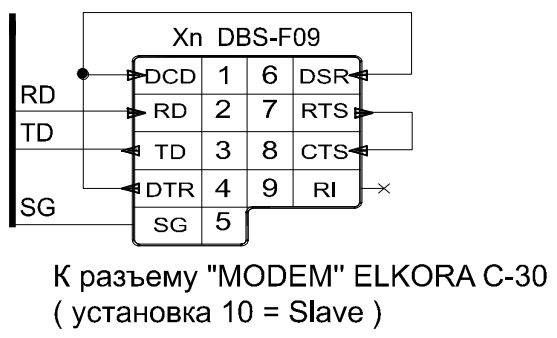 Xn DBS-F09
DCD 1 6 DSR
RD RD 2 7 RTS
TD TD 3 8 CTS
DTR 4 9 RI
SG SG 5
К разъему "MODEM" ELKORA C-30
( установка 10 = Slave )